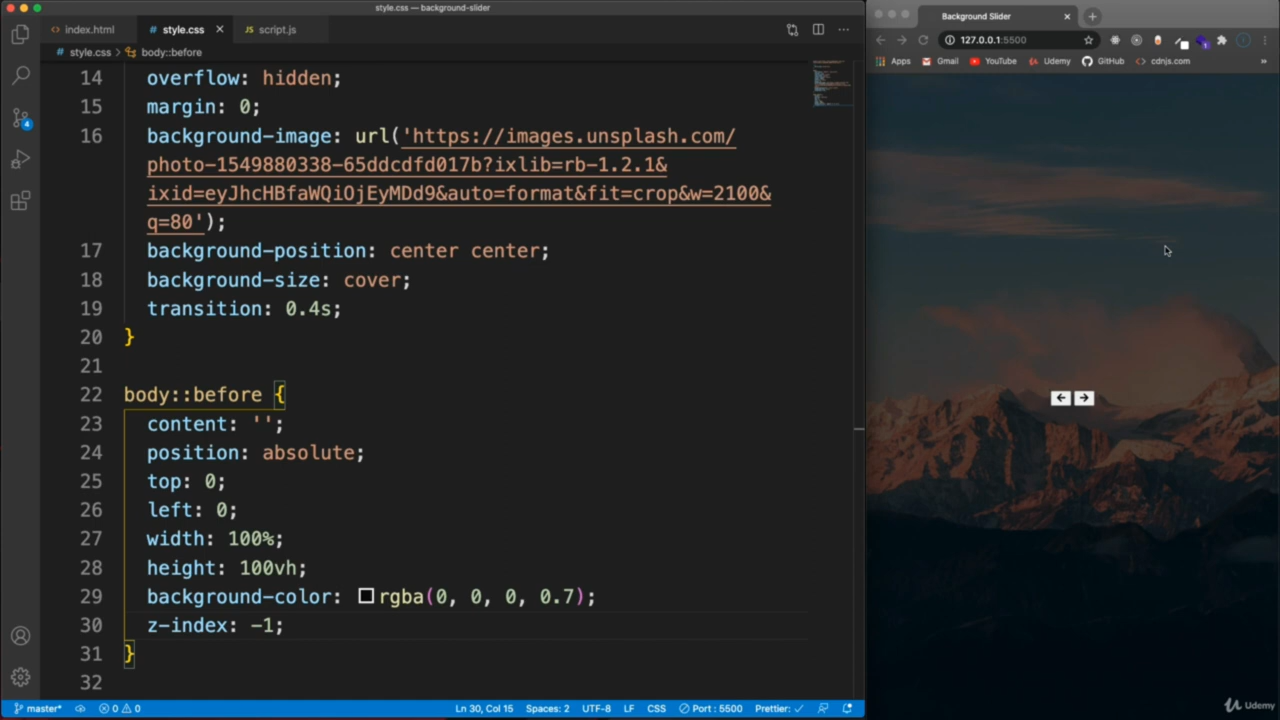 style.css — background-slider
index.html
style.css
script.js
style.css > body::before
14 overflow: hidden;
15 margin: 0;
16 background-image: url('https://images.unsplash.com/
photo-1549880338-65ddcdfd017b?ixlib=rb-1.2.1&
ixid=eyJhcHBfaWQiOjEyMDd9&auto=format&fit=crop&w=2100&
q=80');
17 background-position: center center;
18 background-size: cover;
19 transition: 0.4s;
20 }
21
22 body::before {
23 content: '';
24 position: absolute;
25 top: 0;
26 left: 0;
27 width: 100%;
28 height: 100vh;
29 background-color: rgba(0, 0, 0, 0.7);
30 z-index: -1;
31 }
32
4
master* 0 0 Ln 30, Col 15 Spaces: 2 UTF-8 LF CSS Port : 5500 Prettier: ✓
Background Slider
127.0.0.1:5500
Apps Gmail YouTube Udemy GitHub cdnjs.com »
← →
Udemy